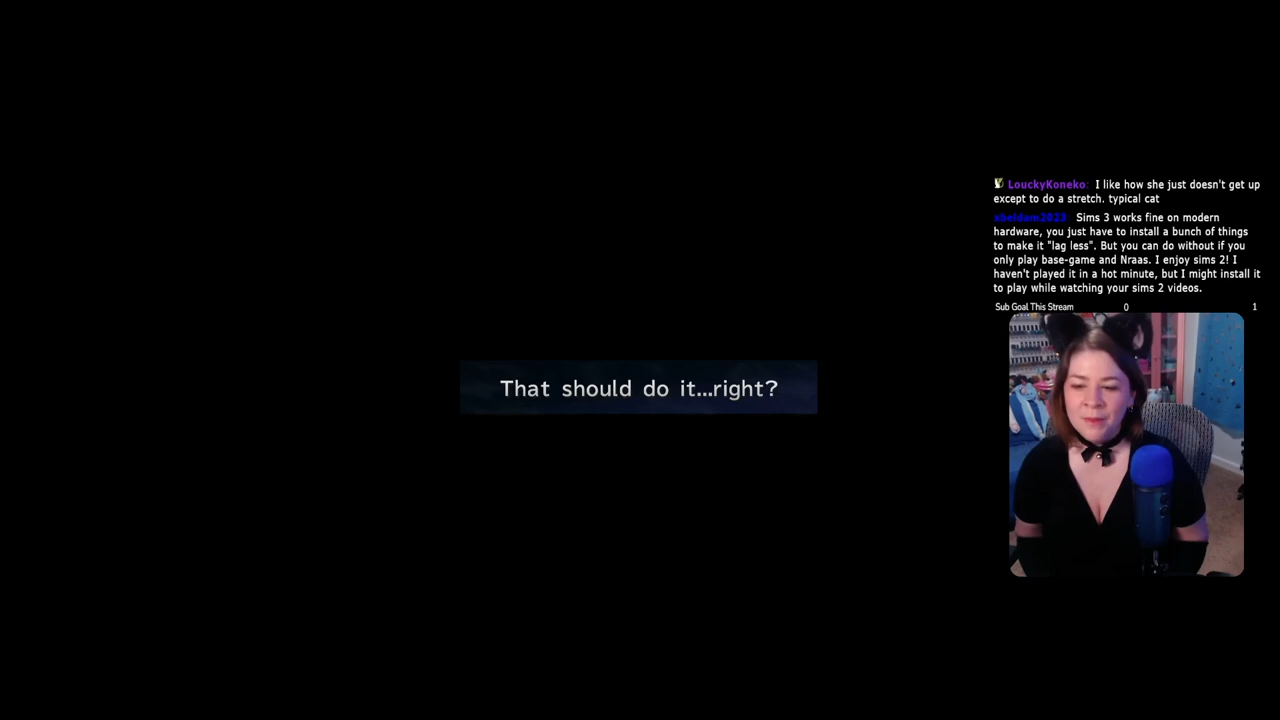 LouckyKoneko: I like how she just doesn't get up
except to do a stretch. typical cat
xbeldam2023: Sims 3 works fine on modern
hardware, you just have to install a bunch of things
to make it "lag less". But you can do without if you
only play base-game and Nraas. I enjoy sims 2! I
haven't played it in a hot minute, but I might install it
to play while watching your sims 2 videos.
Sub Goal This Stream 0 1
That should do it...right?